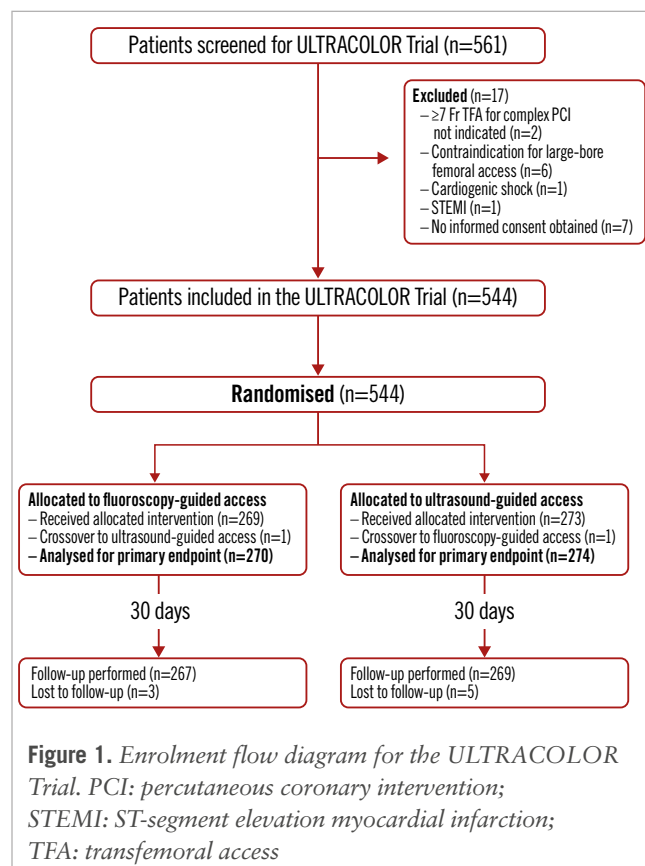 Patients screened for ULTRACOLOR Trial (n=561)
Excluded (n=17)
– ≥7 Fr TFA for complex PCI
not indicated (n=2)
– Contraindication for large-bore
femoral access (n=6)
– Cardiogenic shock (n=1)
– STEMI (n=1)
– No informed consent obtained (n=7)
Patients included in the ULTRACOLOR Trial (n=544)
Randomised (n=544)
Allocated to fluoroscopy-guided access
– Received allocated intervention (n=269)
– Crossover to ultrasound-guided access (n=1)
– Analysed for primary endpoint (n=270)
Allocated to ultrasound-guided access
– Received allocated intervention (n=273)
– Crossover to fluoroscopy-guided access (n=1)
– Analysed for primary endpoint (n=274)
30 days
30 days
Follow-up performed (n=267)
Lost to follow-up (n=3)
Follow-up performed (n=269)
Lost to follow-up (n=5)
Figure 1. Enrolment flow diagram for the ULTRACOLOR
Trial. PCI: percutaneous coronary intervention;
STEMI: ST-segment elevation myocardial infarction;
TFA: transfemoral access